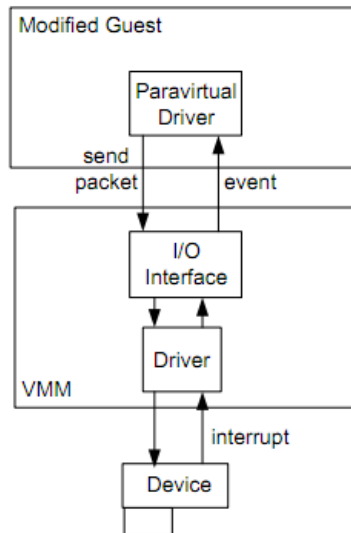 Modified Guest
Paravirtual
Driver
send
packet
event
I/O
Interface
Driver
VMM
interrupt
Device